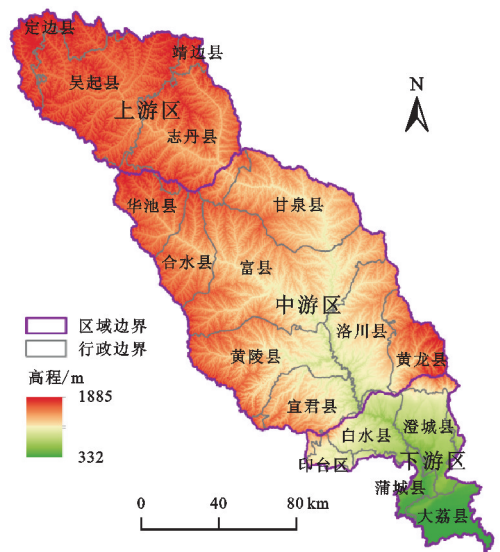 定边县
靖边县
吴起县
上游区
志丹县
N
华池县
甘泉县
合水县
富县
中游区
洛川县
黄陵县
黄龙县
宜君县
澄城县
白水县
印台区
下游区
蒲城县
大荔县
区域边界
行政边界
高程/m
1885
332
0 40 80 km